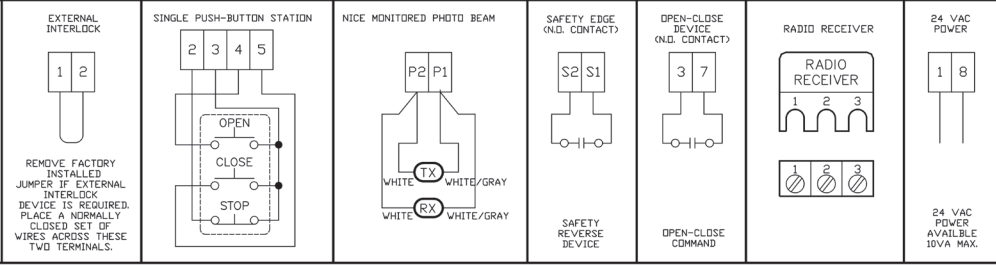 EXTERNAL
INTERLOCK
1 2
REMOVE FACTORY
INSTALLED
JUMPER IF EXTERNAL
INTERLOCK
DEVICE IS REQUIRED.
PLACE A NORMALLY
CLOSED SET OF
WIRES ACROSS THESE
TWO TERMINALS.
SINGLE PUSH-BUTTON STATION
2 3 4 5
OPEN
CLOSE
STOP
NICE MONITORED PHOTO BEAM
P2 P1
TX
WHITE WHITE/GRAY
RX
WHITE WHITE/GRAY
SAFETY EDGE
(N.O. CONTACT)
S2 S1
SAFETY
REVERSE
DEVICE
OPEN-CLOSE
DEVICE
(N.O. CONTACT)
3 7
OPEN-CLOSE
COMMAND
RADIO RECEIVER
RADIO
RECEIVER
1 2 3
1 2 3
24 VAC
POWER
1 8
24 VAC
POWER
AVAILBLE
10VA MAX.